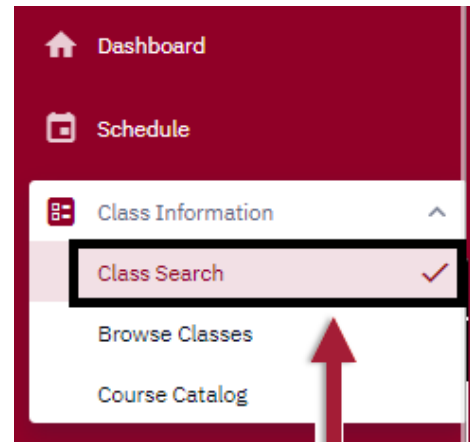 Dashboard
Schedule
Class Information
Class Search
Browse Classes
Course Catalog